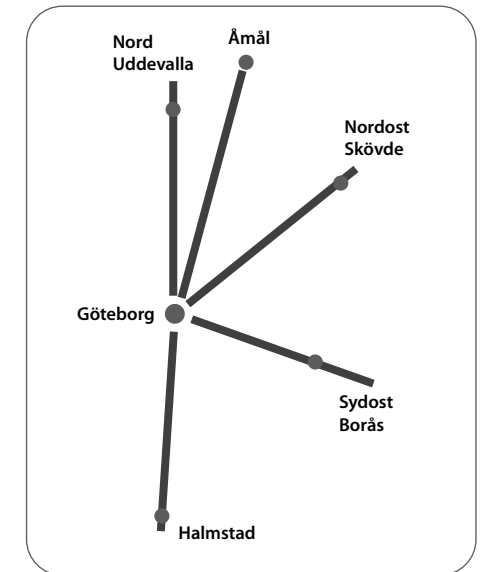 Nord
Uddevalla
Åmål
Nordost
Skövde
Göteborg
Sydost
Borås
Halmstad